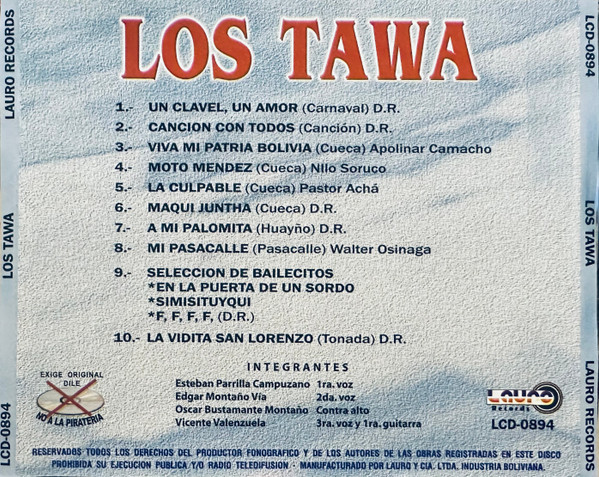 LOS TAWA
1.- UN CLAVEL, UN AMOR (Carnaval) D.R.
2.- CANCION CON TODOS (Canción) D.R.
3.- VIVA MI PATRIA BOLIVIA (Cueca) Apolinar Camacho
4.- MOTO MENDEZ (Cueca) Nilo Soruco
5.- LA CULPABLE (Cueca) Pastor Achá
6.- MAQUI JUNTHA (Cueca) D.R.
7.- A MI PALOMITA (Huayño) D.R.
8.- MI PASACALLE (Pasacalle) Walter Osinaga
9.- SELECCION DE BAILECITOS
*EN LA PUERTA DE UN SORDO
*SIMISITUYQUI
*F, F, F, F, (D.R.)
10.- LA VIDITA SAN LORENZO (Tonada) D.R.
INTEGRANTES
Esteban Parrilla Campuzano 1ra. voz
Edgar Montaño Vía 2da. voz
Oscar Bustamante Montaño Contra alto
Vicente Valenzuela 3ra. voz y 1ra. guitarra
EXIGE ORIGINAL
DILE
NO A LA PIRATERIA
LAURO
Records
LCD-0894
RESERVADOS TODOS LOS DERECHOS DEL PRODUCTOR FONOGRAFICO Y DE LOS AUTORES DE LAS OBRAS REGISTRADAS EN ESTE DISCO
PROHIBIDA SU EJECUCION PUBLICA Y/O RADIO TELEDIFUSION : MANUFACTURADO POR LAURO Y CIA. LTDA. INDUSTRIA BOLIVIANA.
LAURO RECORDS
LOS TAWA
LCD-0894
LCD-0894
LOS TAWA
LAURO RECORDS